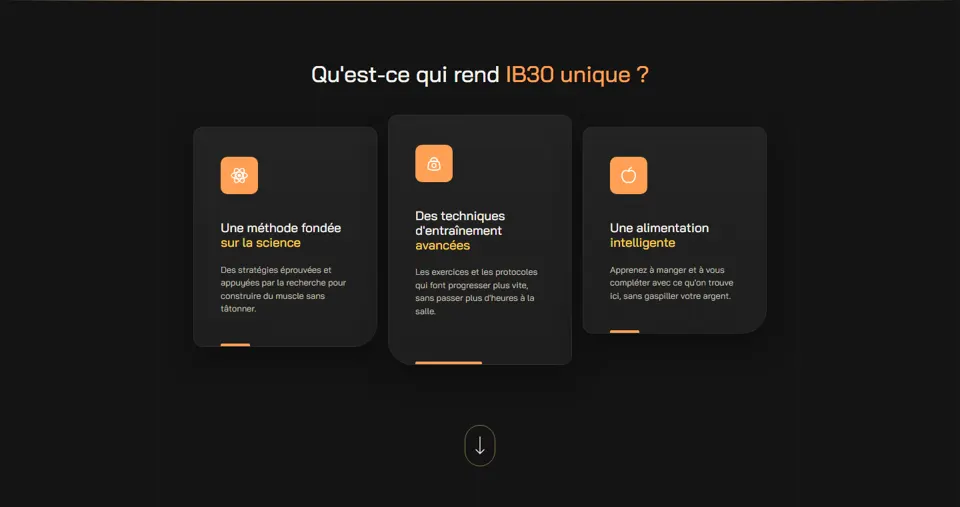 Qu'est-ce qui rend IB30 unique ?
Une méthode fondée
sur la science
Des stratégies éprouvées et
appuyées par la recherche pour
construire du muscle sans
tâtonner.
Des techniques
d'entraînement
avancées
Les exercices et les protocoles
qui font progresser plus vite,
sans passer plus d'heures à la
salle.
Une alimentation
intelligente
Apprenez à manger et à vous
compléter avec ce qu'on trouve
ici, sans gaspiller votre argent.